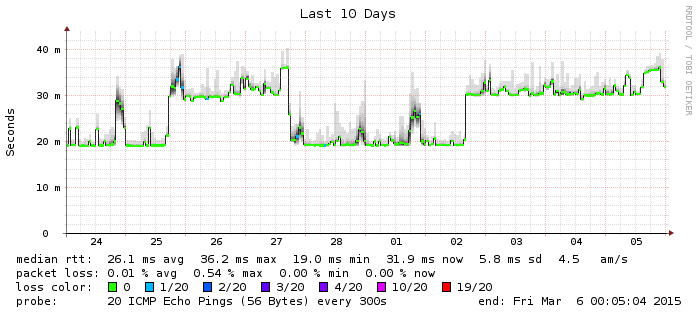 Last 10 Days
RRDTOOL / TOBI OETIKER
Seconds
40 m
30 m
20 m
10 m
0
24 25 26 27 28 01 02 03 04 05
median rtt: 26.1 ms avg 36.2 ms max 19.0 ms min 31.9 ms now 5.8 ms sd 4.5 am/s
packet loss: 0.01 % avg 0.54 % max 0.00 % min 0.00 % now
loss color: 0 1/20 2/20 3/20 4/20 10/20 19/20
probe: 20 ICMP Echo Pings (56 Bytes) every 300s end: Fri Mar 6 00:05:04 2015